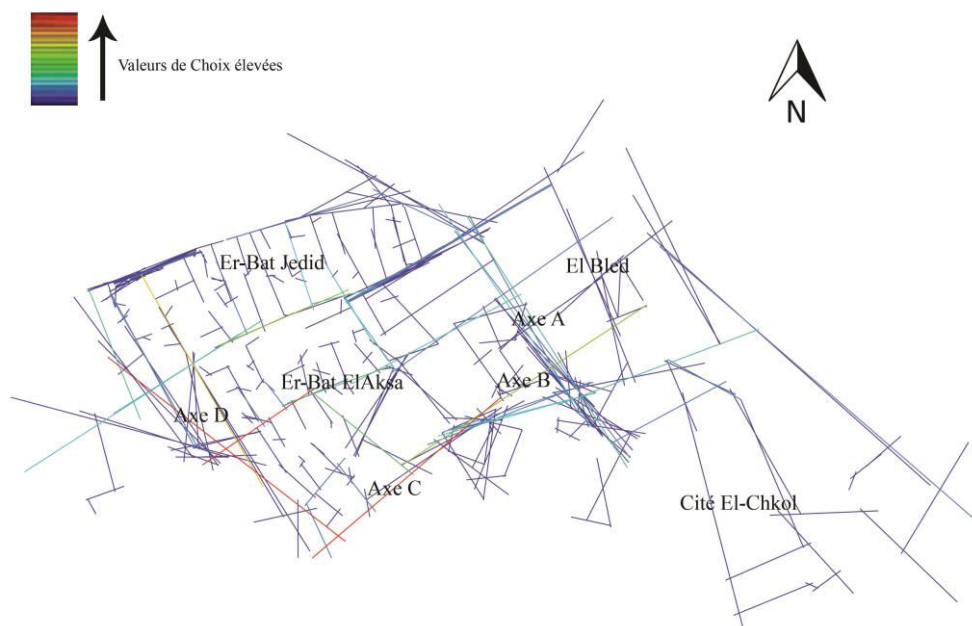 Valeurs de Choix élevées
N
Er-Bat Jedid
El Bled
Axe A
Er-Bat ElAksa
Axe B
Axe D
Axe C
Cité El-Chkol